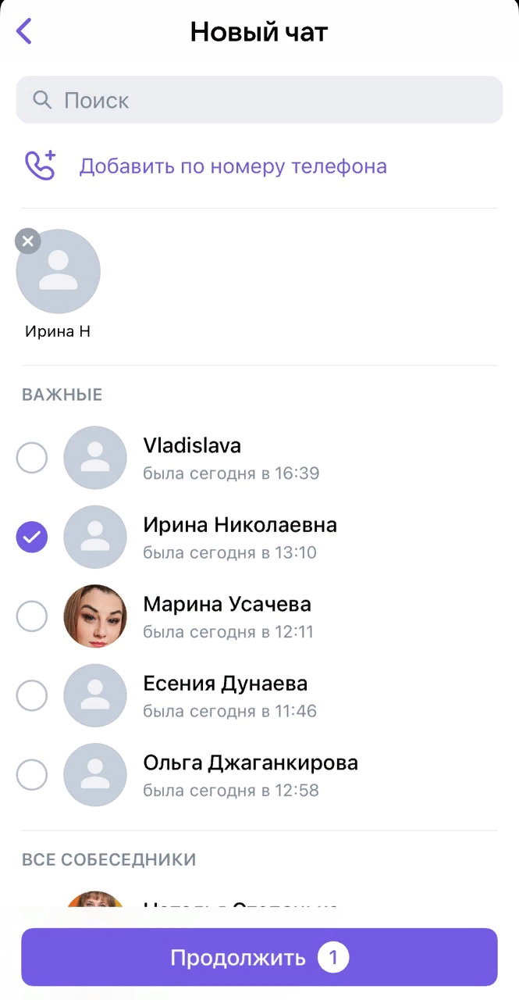 Новый чат
Поиск
Добавить по номеру телефона
Ирина Н
ВАЖНЫЕ
Vladislava
была сегодня в 16:39
Ирина Николаевна
была сегодня в 13:10
Марина Усачева
была сегодня в 12:11
Есения Дунаева
была сегодня в 11:46
Ольга Джаганкирова
была сегодня в 12:58
ВСЕ СОБЕСЕДНИКИ
Продолжить 1